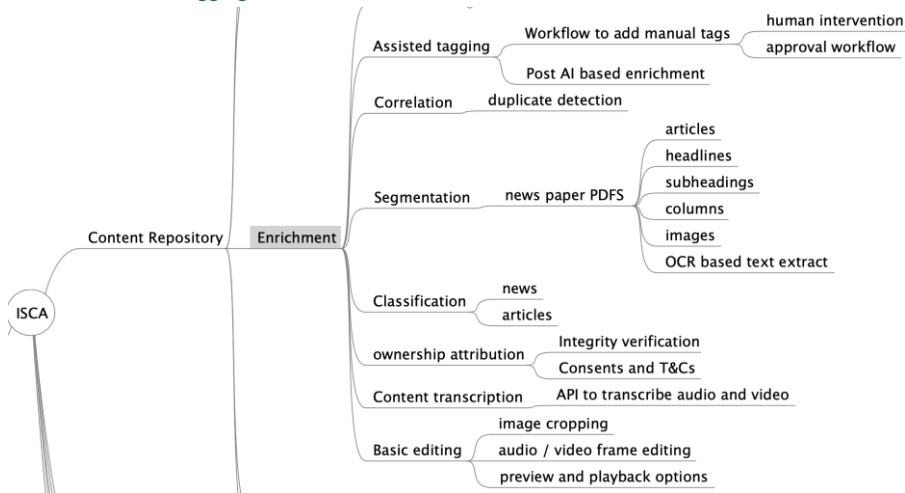 human intervention
Workflow to add manual tags
approval workflow
Assisted tagging
Post AI based enrichment
Correlation
duplicate detection
articles
headlines
subheadings
Segmentation
news paper PDFS
columns
images
OCR based text extract
Content Repository
Enrichment
ISCA
Classification
news
articles
ownership attribution
Integrity verification
Consents and T&Cs
Content transcription
API to transcribe audio and video
Basic editing
image cropping
audio / video frame editing
preview and playback options